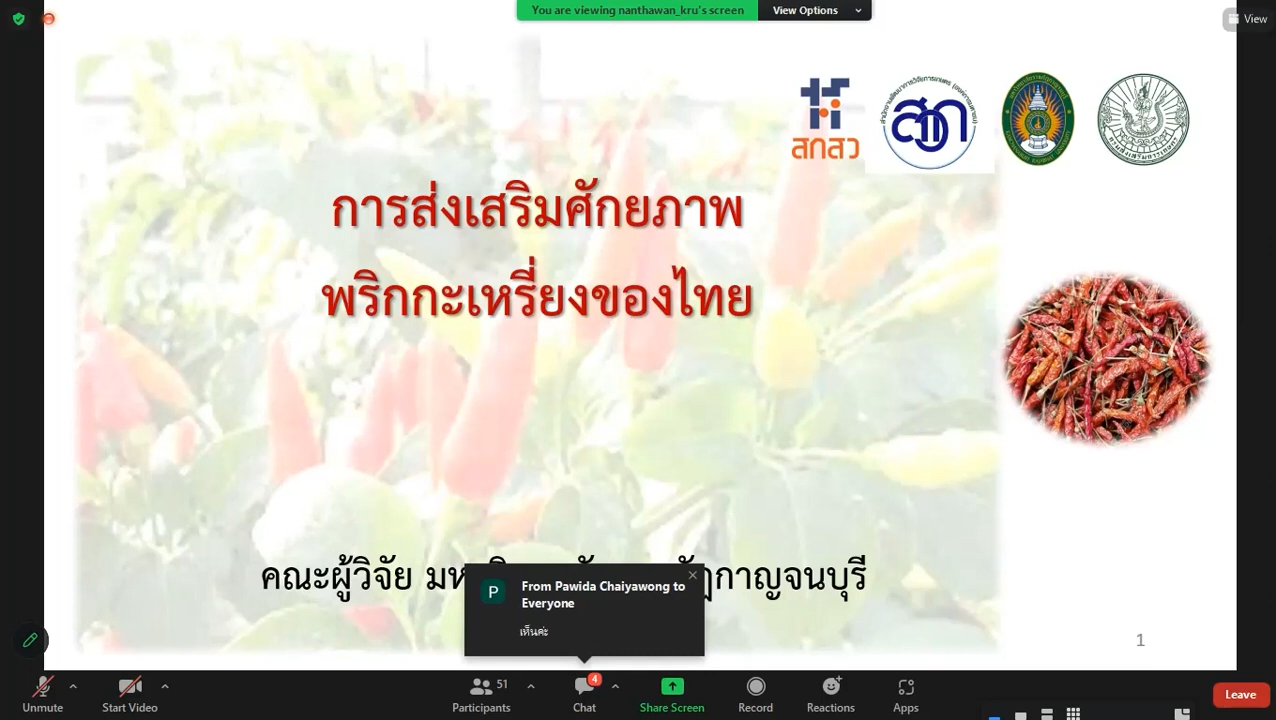 You are viewing nanthawan_kru's screen
View Options
View
สกสว
สวก
การส่งเสริมศักยภาพ
พริกกะเหรี่ยงของไทย
คณะผู้วิจัย
กาญจนบุรี
From Pawida Chaiyawong to
Everyone
P
เห็นค่ะ
1
Unmute
Start Video
51
Participants
4
Chat
Share Screen
Record
Reactions
Apps
Leave